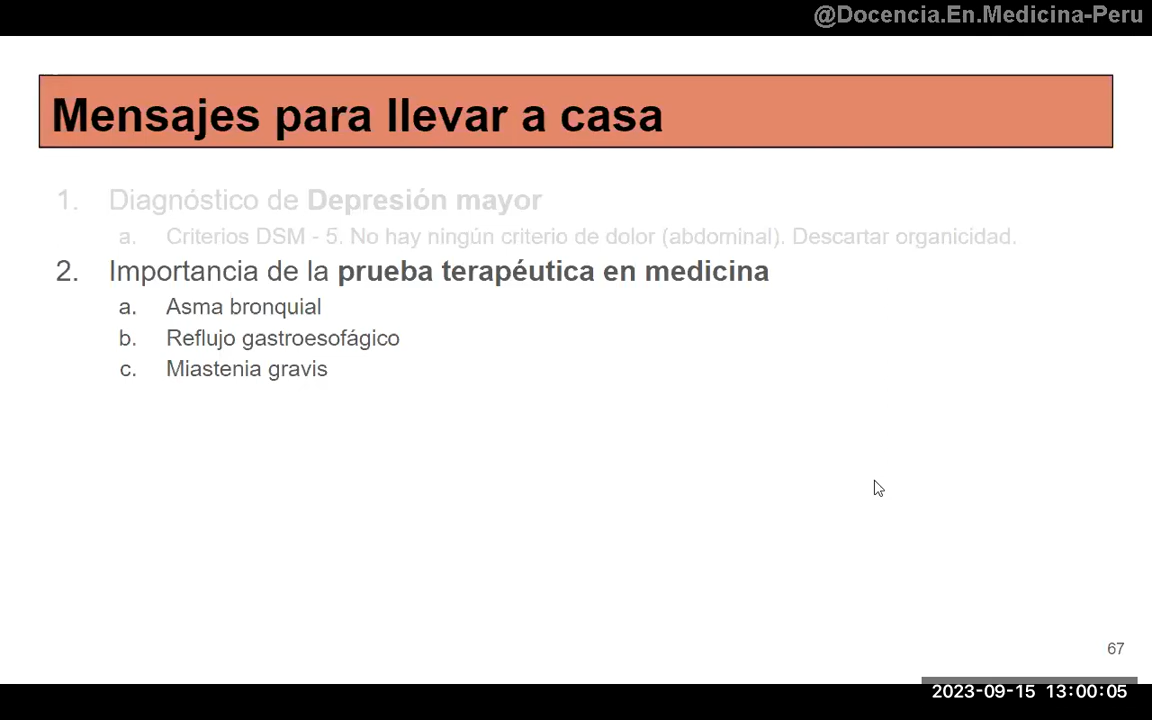 @Docencia.En.Medicina-Peru
Mensajes para llevar a casa
1. Diagnóstico de Depresión mayor
a. Criterios DSM - 5. No hay ningún criterio de dolor (abdominal). Descartar organicidad.
2. Importancia de la prueba terapéutica en medicina
a. Asma bronquial
b. Reflujo gastroesofágico
c. Miastenia gravis
67
2023-09-15 13:00:05